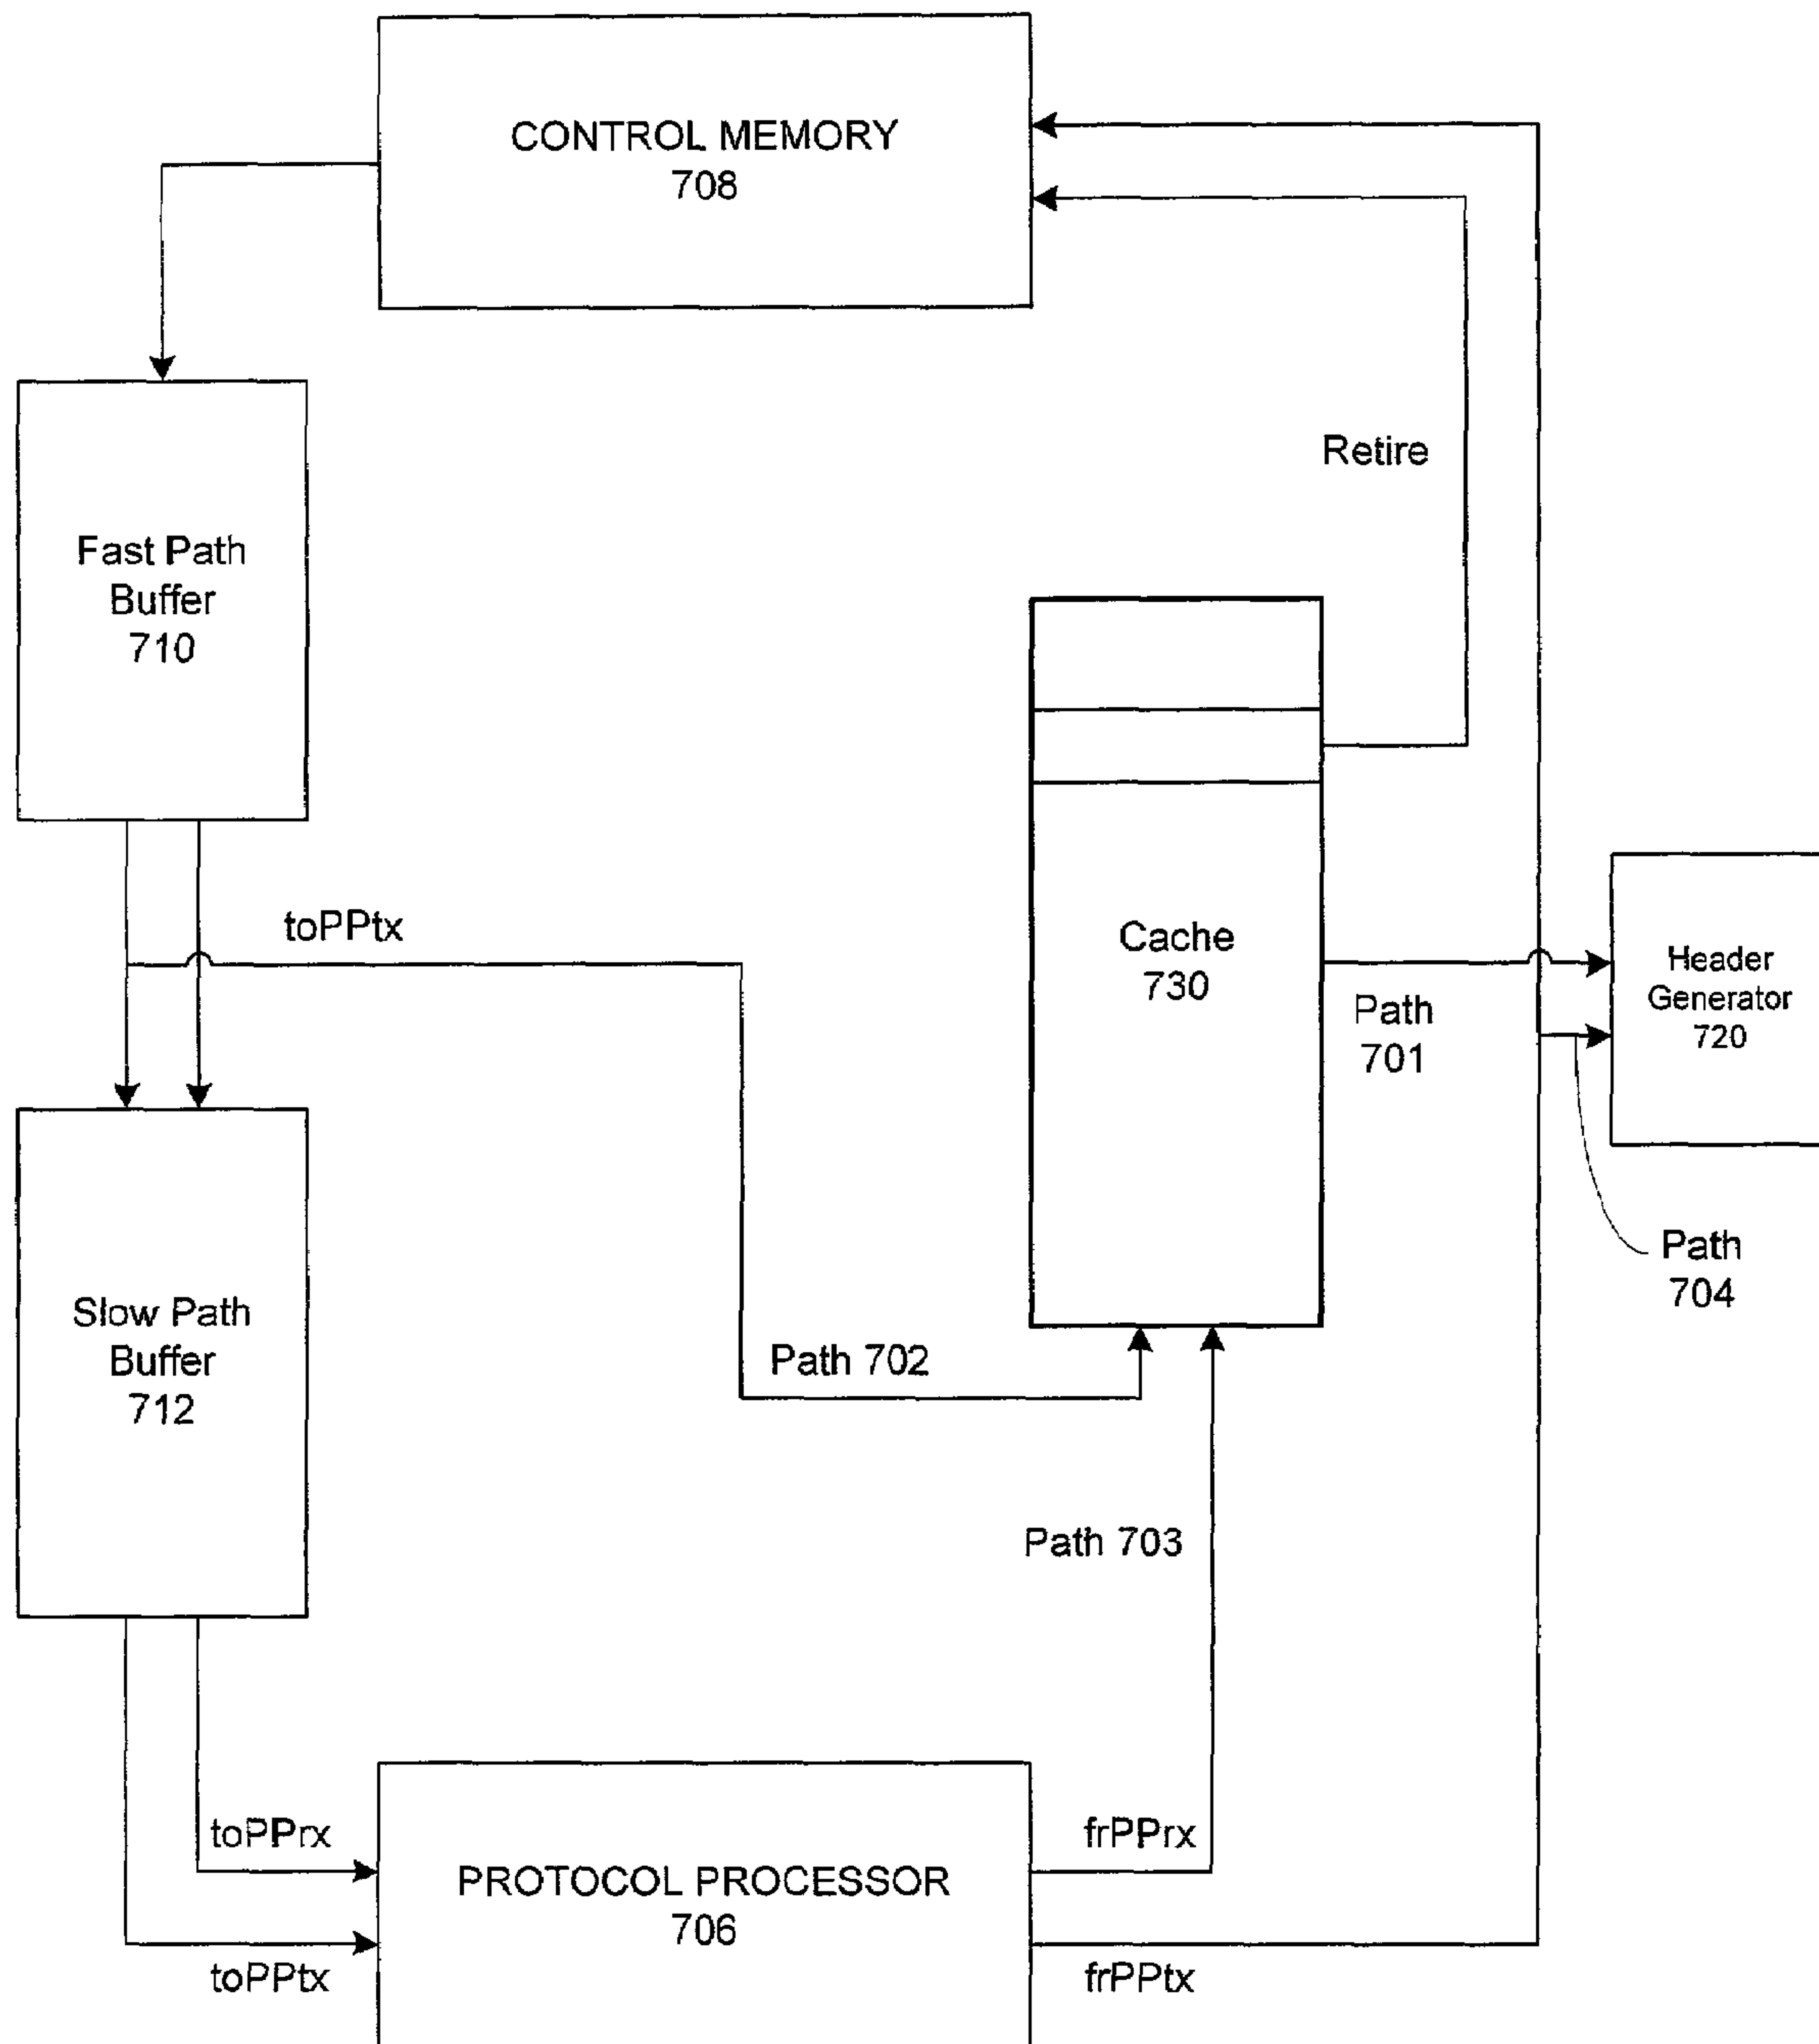 CONTROL MEMORY
708
Retire
Fast Path
Buffer
710
toPPtx
Cache
730
Path
701
Header
Generator
720
Path
704
Slow Path
Buffer
712
Path 702
Path 703
toPPrx
frPPrx
PROTOCOL PROCESSOR
706
toPPtx
frPPtx